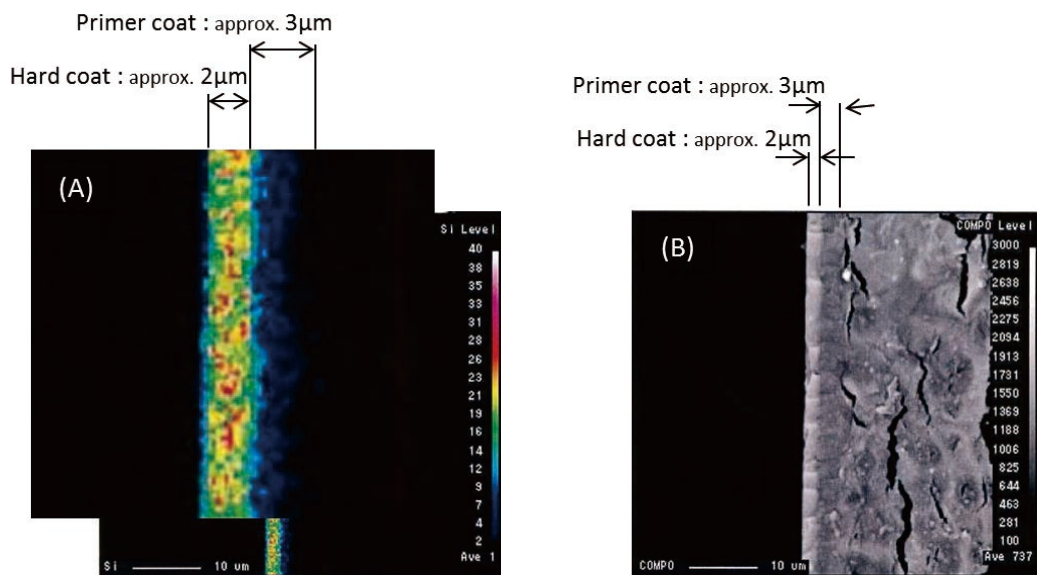 Primer coat : approx. 3μm
Hard coat : approx. 2μm
(A)
Si Level
40
38
35
33
31
28
26
23
21
19
16
14
12
9
7
4
2
Ave 1
Si 10 um
Primer coat : approx. 3μm
Hard coat : approx. 2μm
(B)
COMPO Level
3000
2819
2638
2456
2275
2094
1913
1731
1550
1369
1188
1006
825
644
463
281
100
Ave 737
COMPO 10 um